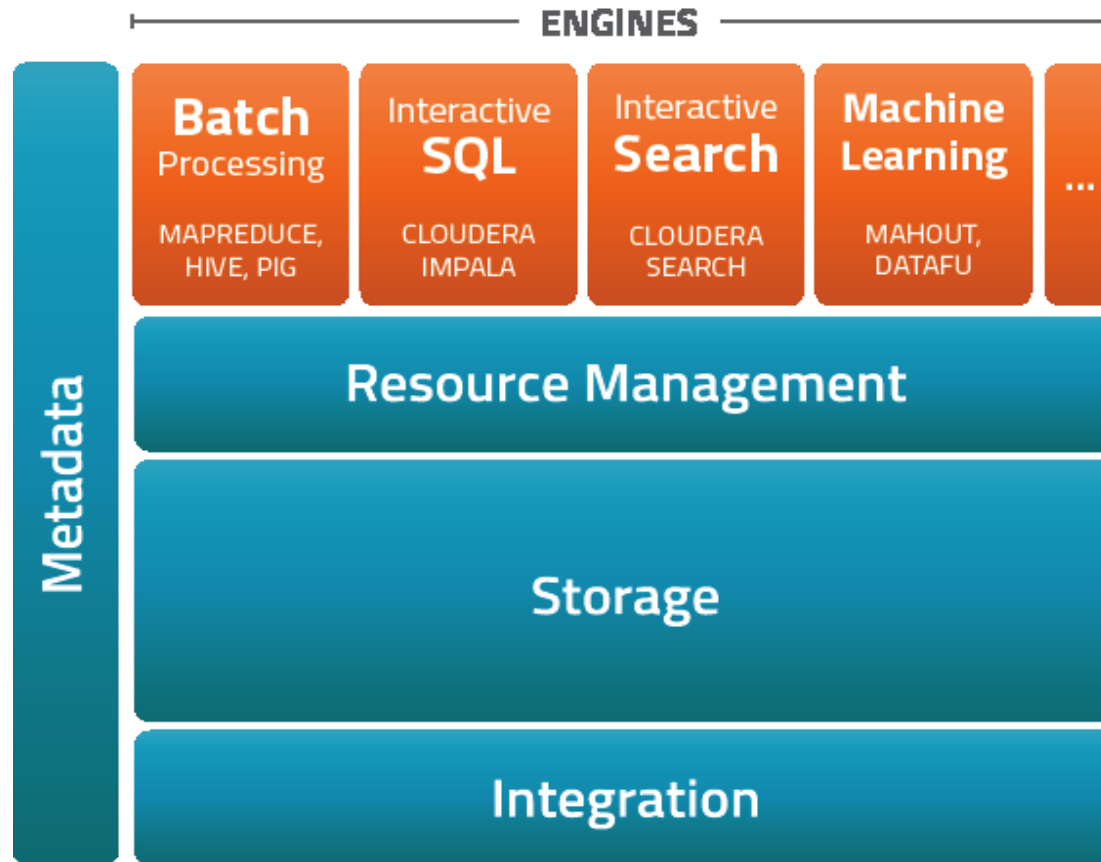 ENGINES
Metadata
Batch
Processing
MAPREDUCE,
HIVE, PIG
Interactive
SQL
CLOUDERA
IMPALA
Interactive
Search
CLOUDERA
SEARCH
Machine
Learning
MAHOUT,
DATAFU
...
Resource Management
Storage
Integration